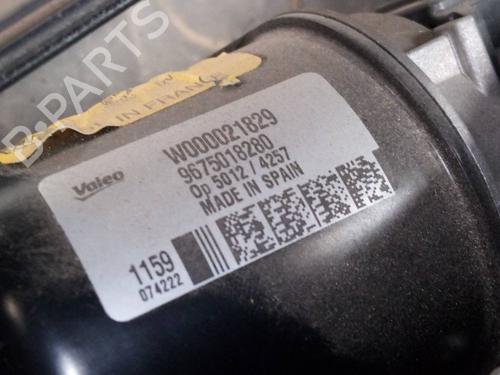 B-PARTS
IN FRANCE
Valeo
W000021829
9675018280
Op 5012 / 4257
MADE IN SPAIN
1159
074222